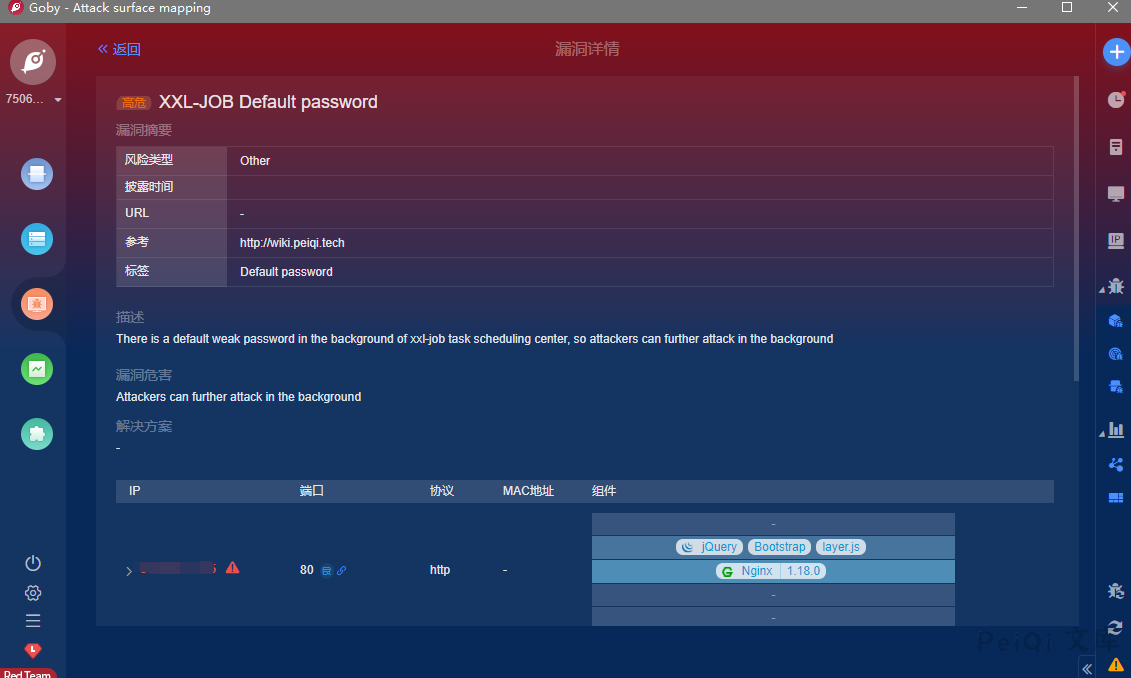 Goby - Attack surface mapping
7506...
返回
漏洞详情
高危 XXL-JOB Default password
漏洞摘要
风险类型 Other
披露时间
URL -
参考 http://wiki.peiqi.tech
标签 Default password
描述
There is a default weak password in the background of xxl-job task scheduling center, so attackers can further attack in the background
漏洞危害
Attackers can further attack in the background
解决方案
-
IP 端口 协议 MAC地址 组件
-
jQuery Bootstrap layer.js
80 http -
Nginx 1.18.0
-
-
IP
PeiQi 文库
Red Team